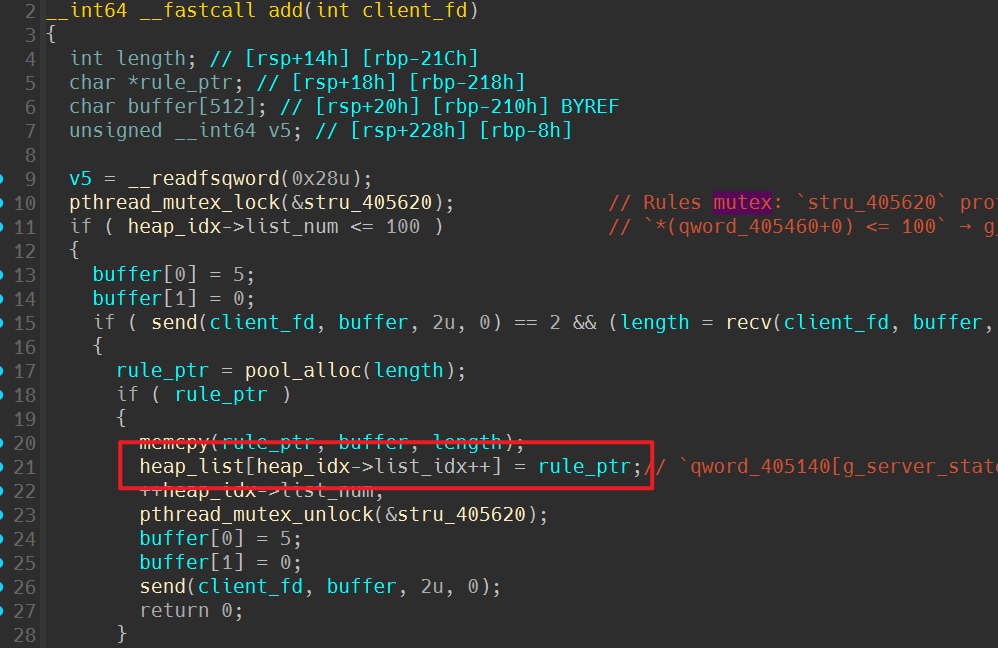 2 __int64 __fastcall add(int client_fd)
3 {
4 int length; // [rsp+14h] [rbp-21Ch]
5 char *rule_ptr; // [rsp+18h] [rbp-218h]
6 char buffer[512]; // [rsp+20h] [rbp-210h] BYREF
7 unsigned __int64 v5; // [rsp+228h] [rbp-8h]
8
9 v5 = __readfsqword(0x28u);
10 pthread_mutex_lock(&stru_405620); // Rules mutex: `stru_405620` pro
11 if ( heap_idx->list_num <= 100 ) // `*(qword_405460+0) <= 100` → g_
12 {
13 buffer[0] = 5;
14 buffer[1] = 0;
15 if ( send(client_fd, buffer, 2u, 0) == 2 && (length = recv(client_fd, buffer,
16 {
17 rule_ptr = pool_alloc(length);
18 if ( rule_ptr )
19 {
20 memcpy(rule_ptr, buffer, length);
21 heap_list[heap_idx->list_idx++] = rule_ptr;// `qword_405140[g_server_state
22 ++heap_idx->list_num;
23 pthread_mutex_unlock(&stru_405620);
24 buffer[0] = 5;
25 buffer[1] = 0;
26 send(client_fd, buffer, 2u, 0);
27 return 0;
28 }